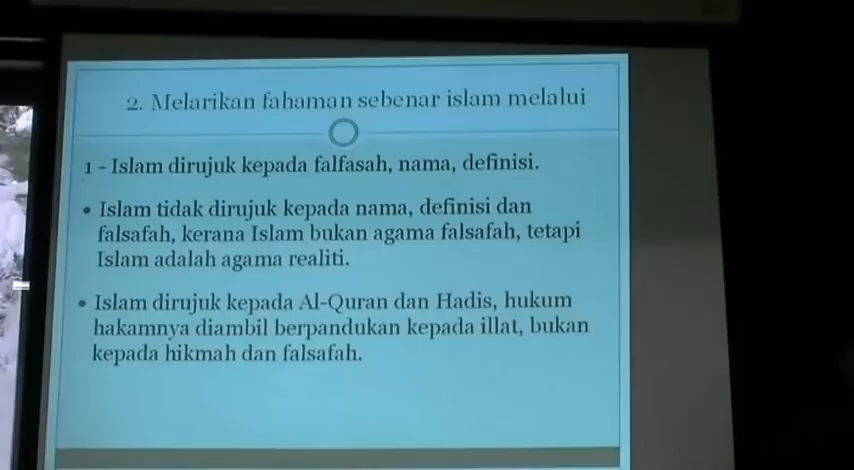 2. Melarikan fahaman sebenar islam melalui
1 - Islam dirujuk kepada falfasah, nama, definisi.
• Islam tidak dirujuk kepada nama, definisi dan
falsafah, kerana Islam bukan agama falsafah, tetapi
Islam adalah agama realiti.
• Islam dirujuk kepada Al-Quran dan Hadis, hukum
hakamnya diambil berpandukan kepada illat, bukan
kepada hikmah dan falsafah.